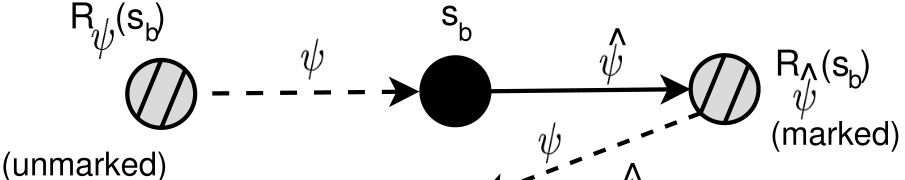 R_ψ(s_b)
s_b
ψ
ψ̂
R_ψ̂(s_b)
(marked)
ψ
(unmarked)
^